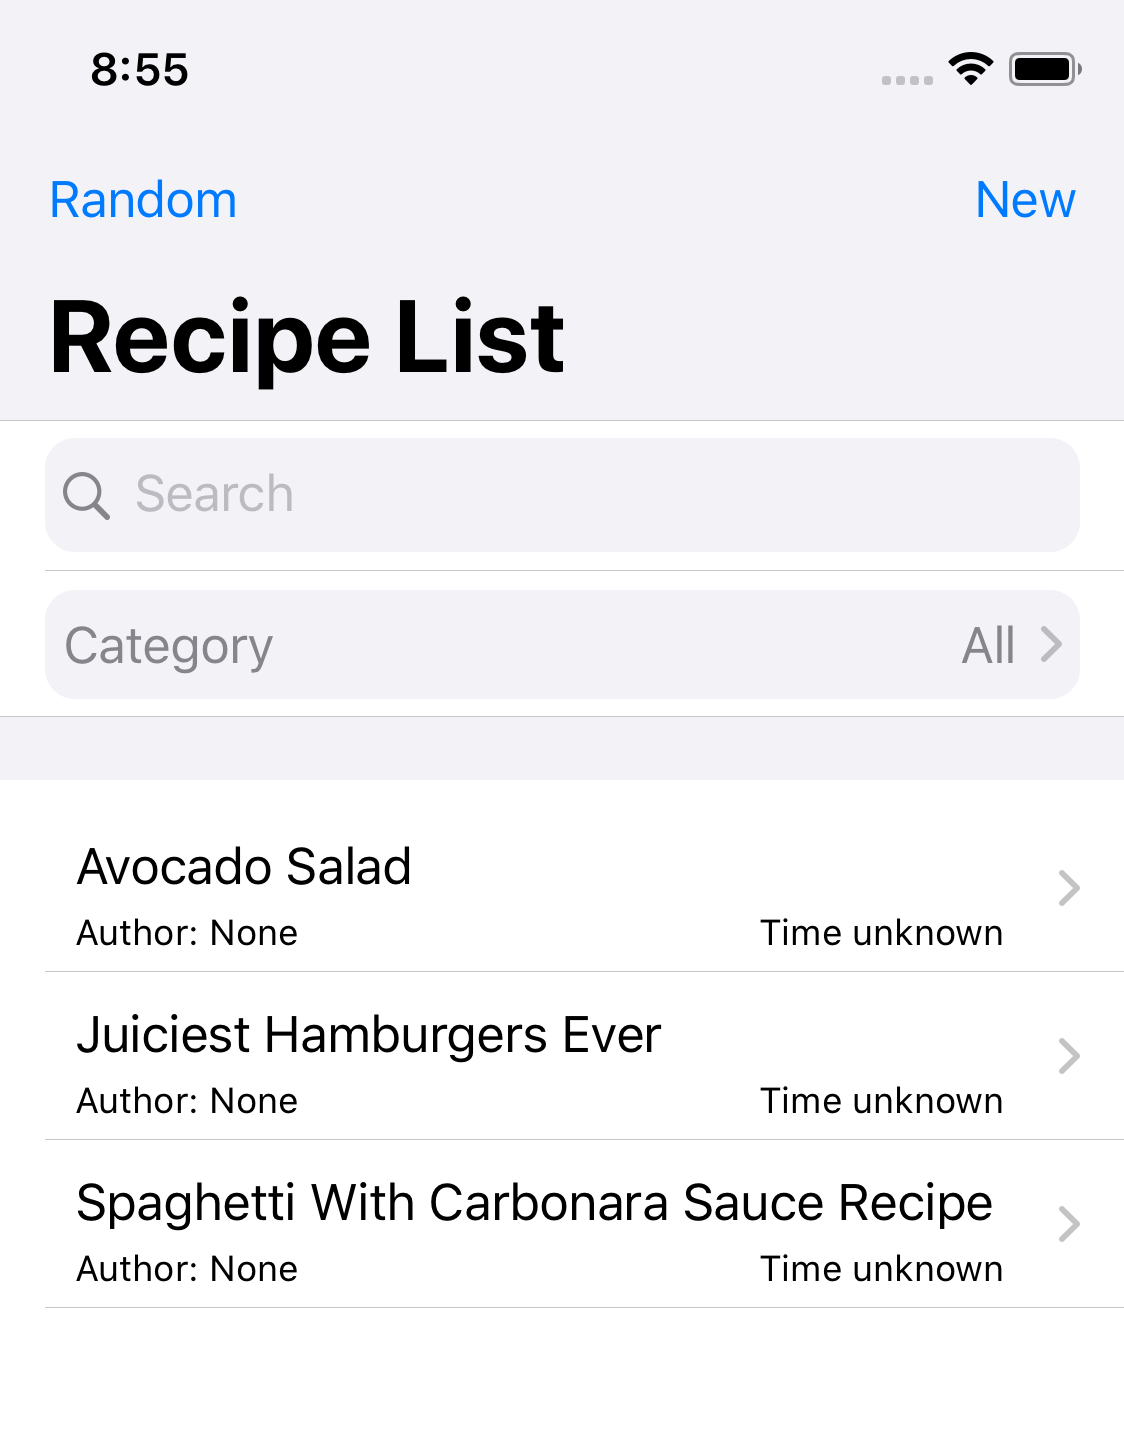 8:55
Random New
Recipe List
Search
Category All
Avocado Salad
Author: None Time unknown
Juiciest Hamburgers Ever
Author: None Time unknown
Spaghetti With Carbonara Sauce Recipe
Author: None Time unknown